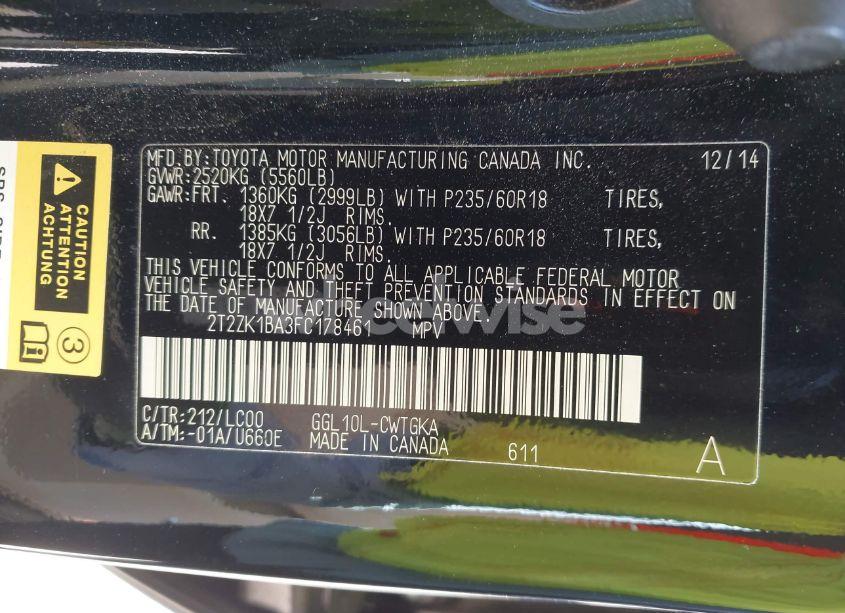 MFD.BY:TOYOTA MOTOR MANUFACTURING CANADA INC. 12/14
GVWR:2520KG (5560LB)
GAWR:FRT. 1360KG (2999LB) WITH P235/60R18 TIRES,
18X7 1/2J RIMS.
RR. 1385KG (3056LB) WITH P235/60R18 TIRES,
18X7 1/2J RIMS.
THIS VEHICLE CONFORMS TO ALL APPLICABLE FEDERAL MOTOR
VEHICLE SAFETY AND THEFT PREVENTION STANDARDS IN EFFECT ON
THE DATE OF MANUFACTURE SHOWN ABOVE.
2T2ZK1BA3FC178461 MPV
C/TR:212/LC00 GGL10L-CWTGKA
A/TM:-01A/U660E MADE IN CANADA 611 A
CAUTION
ATTENTION
ACHTUNG
3